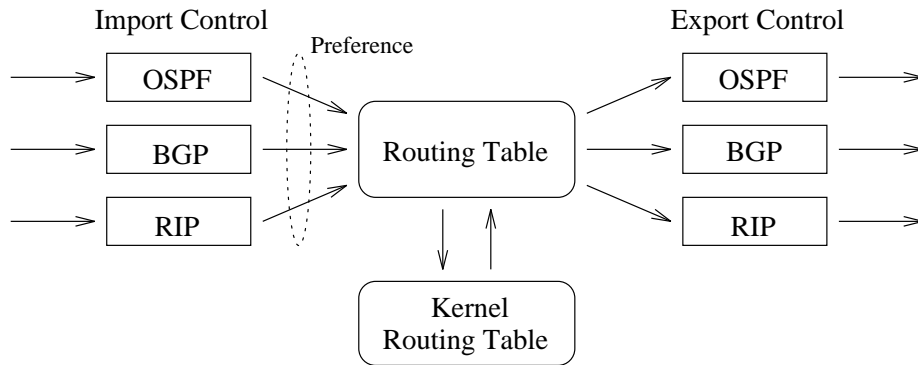 Import Control
Export Control
Preference
OSPF
OSPF
BGP
Routing Table
BGP
RIP
RIP
Kernel
Routing Table